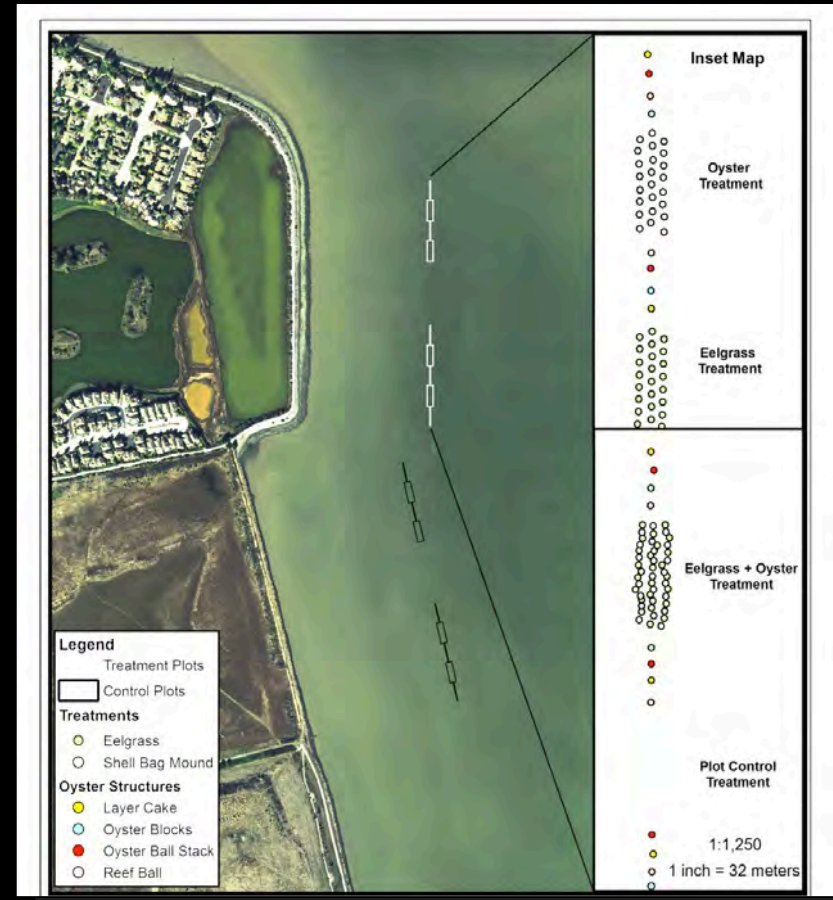 Inset Map
Oyster
Treatment
Eelgrass
Treatment
Eelgrass + Oyster
Treatment
Plot Control
Treatment
1:1,250
1 inch = 32 meters
Legend
Treatment Plots
Control Plots
Treatments
Eelgrass
Shell Bag Mound
Oyster Structures
Layer Cake
Oyster Blocks
Oyster Ball Stack
Reef Ball